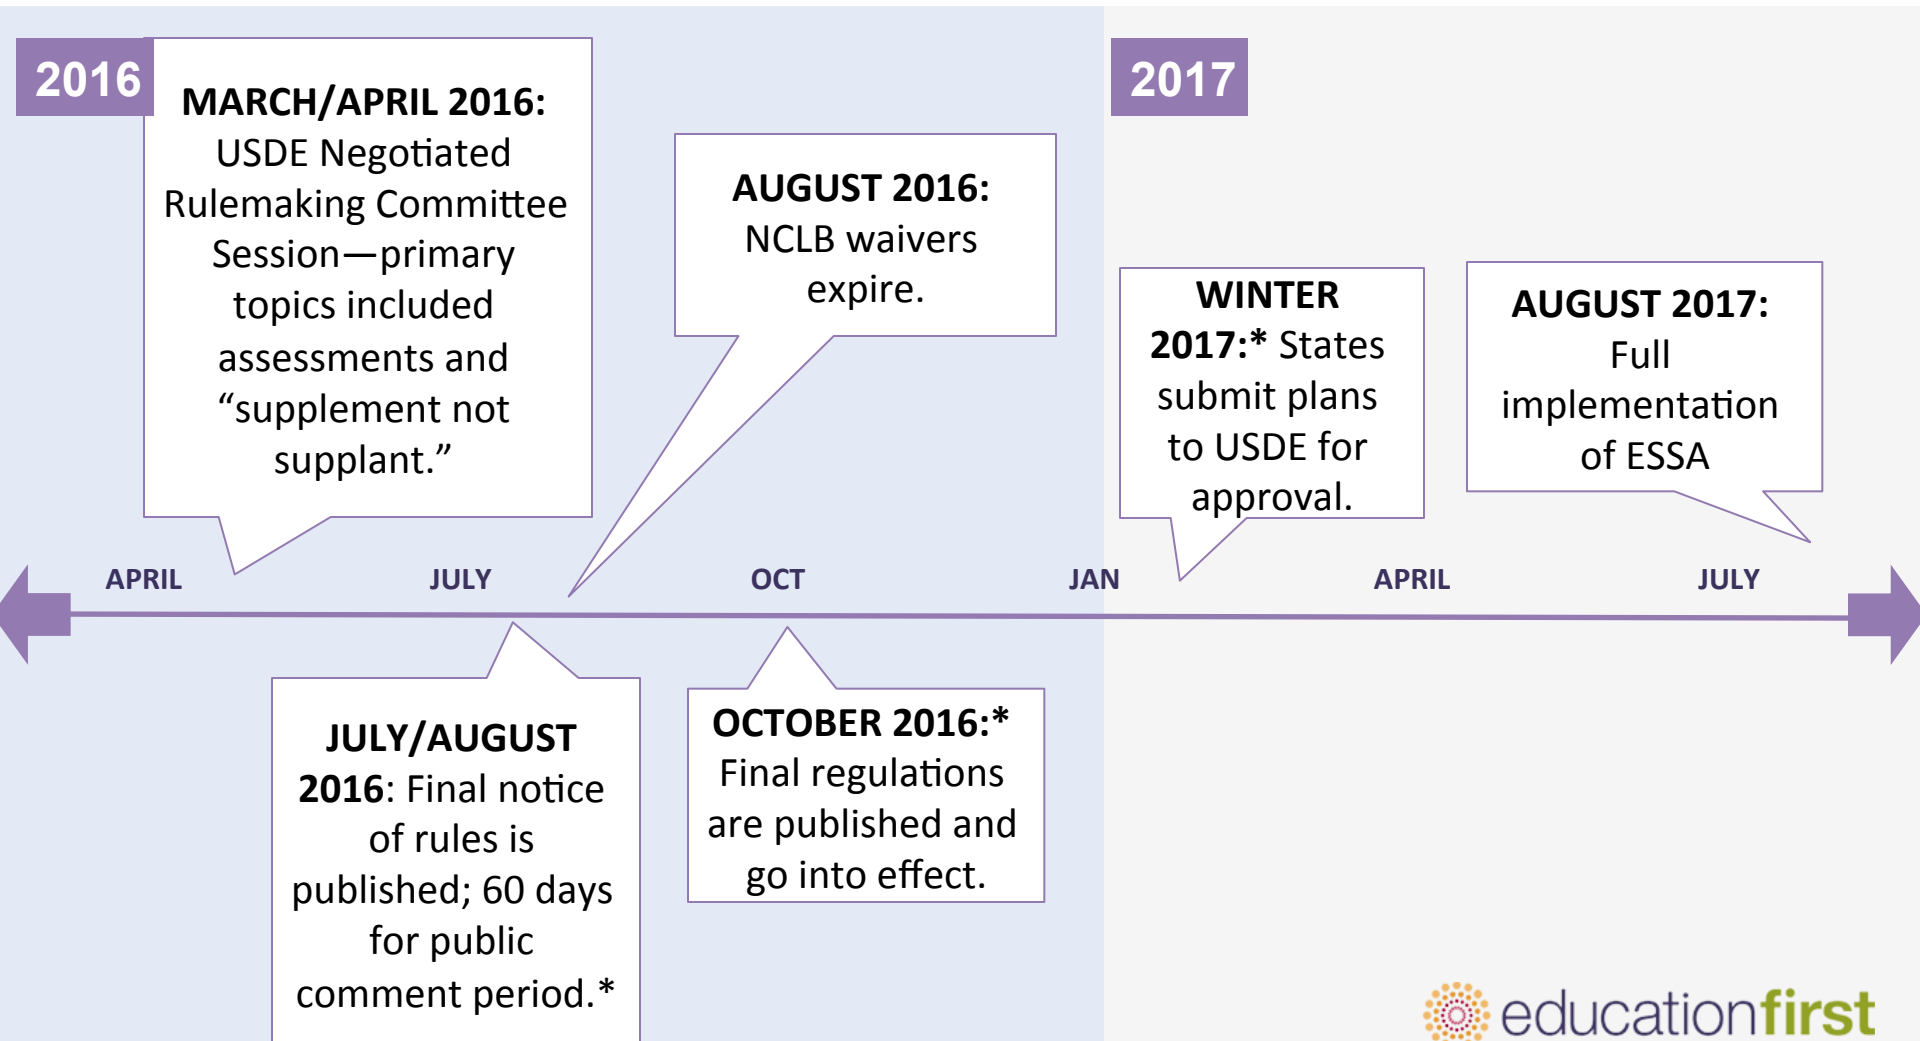 2016
MARCH/APRIL 2016:
USDE Negotiated
Rulemaking Committee
Session—primary
topics included
assessments and
“supplement not
supplant.”
AUGUST 2016:
NCLB waivers
expire.
2017
WINTER
2017:* States
submit plans
to USDE for
approval.
AUGUST 2017:
Full
implementation
of ESSA
APRIL
JULY
OCT
JAN
APRIL
JULY
JULY/AUGUST
2016: Final notice
of rules is
published; 60 days
for public
comment period.*
OCTOBER 2016:*
Final regulations
are published and
go into effect.
educationfirst